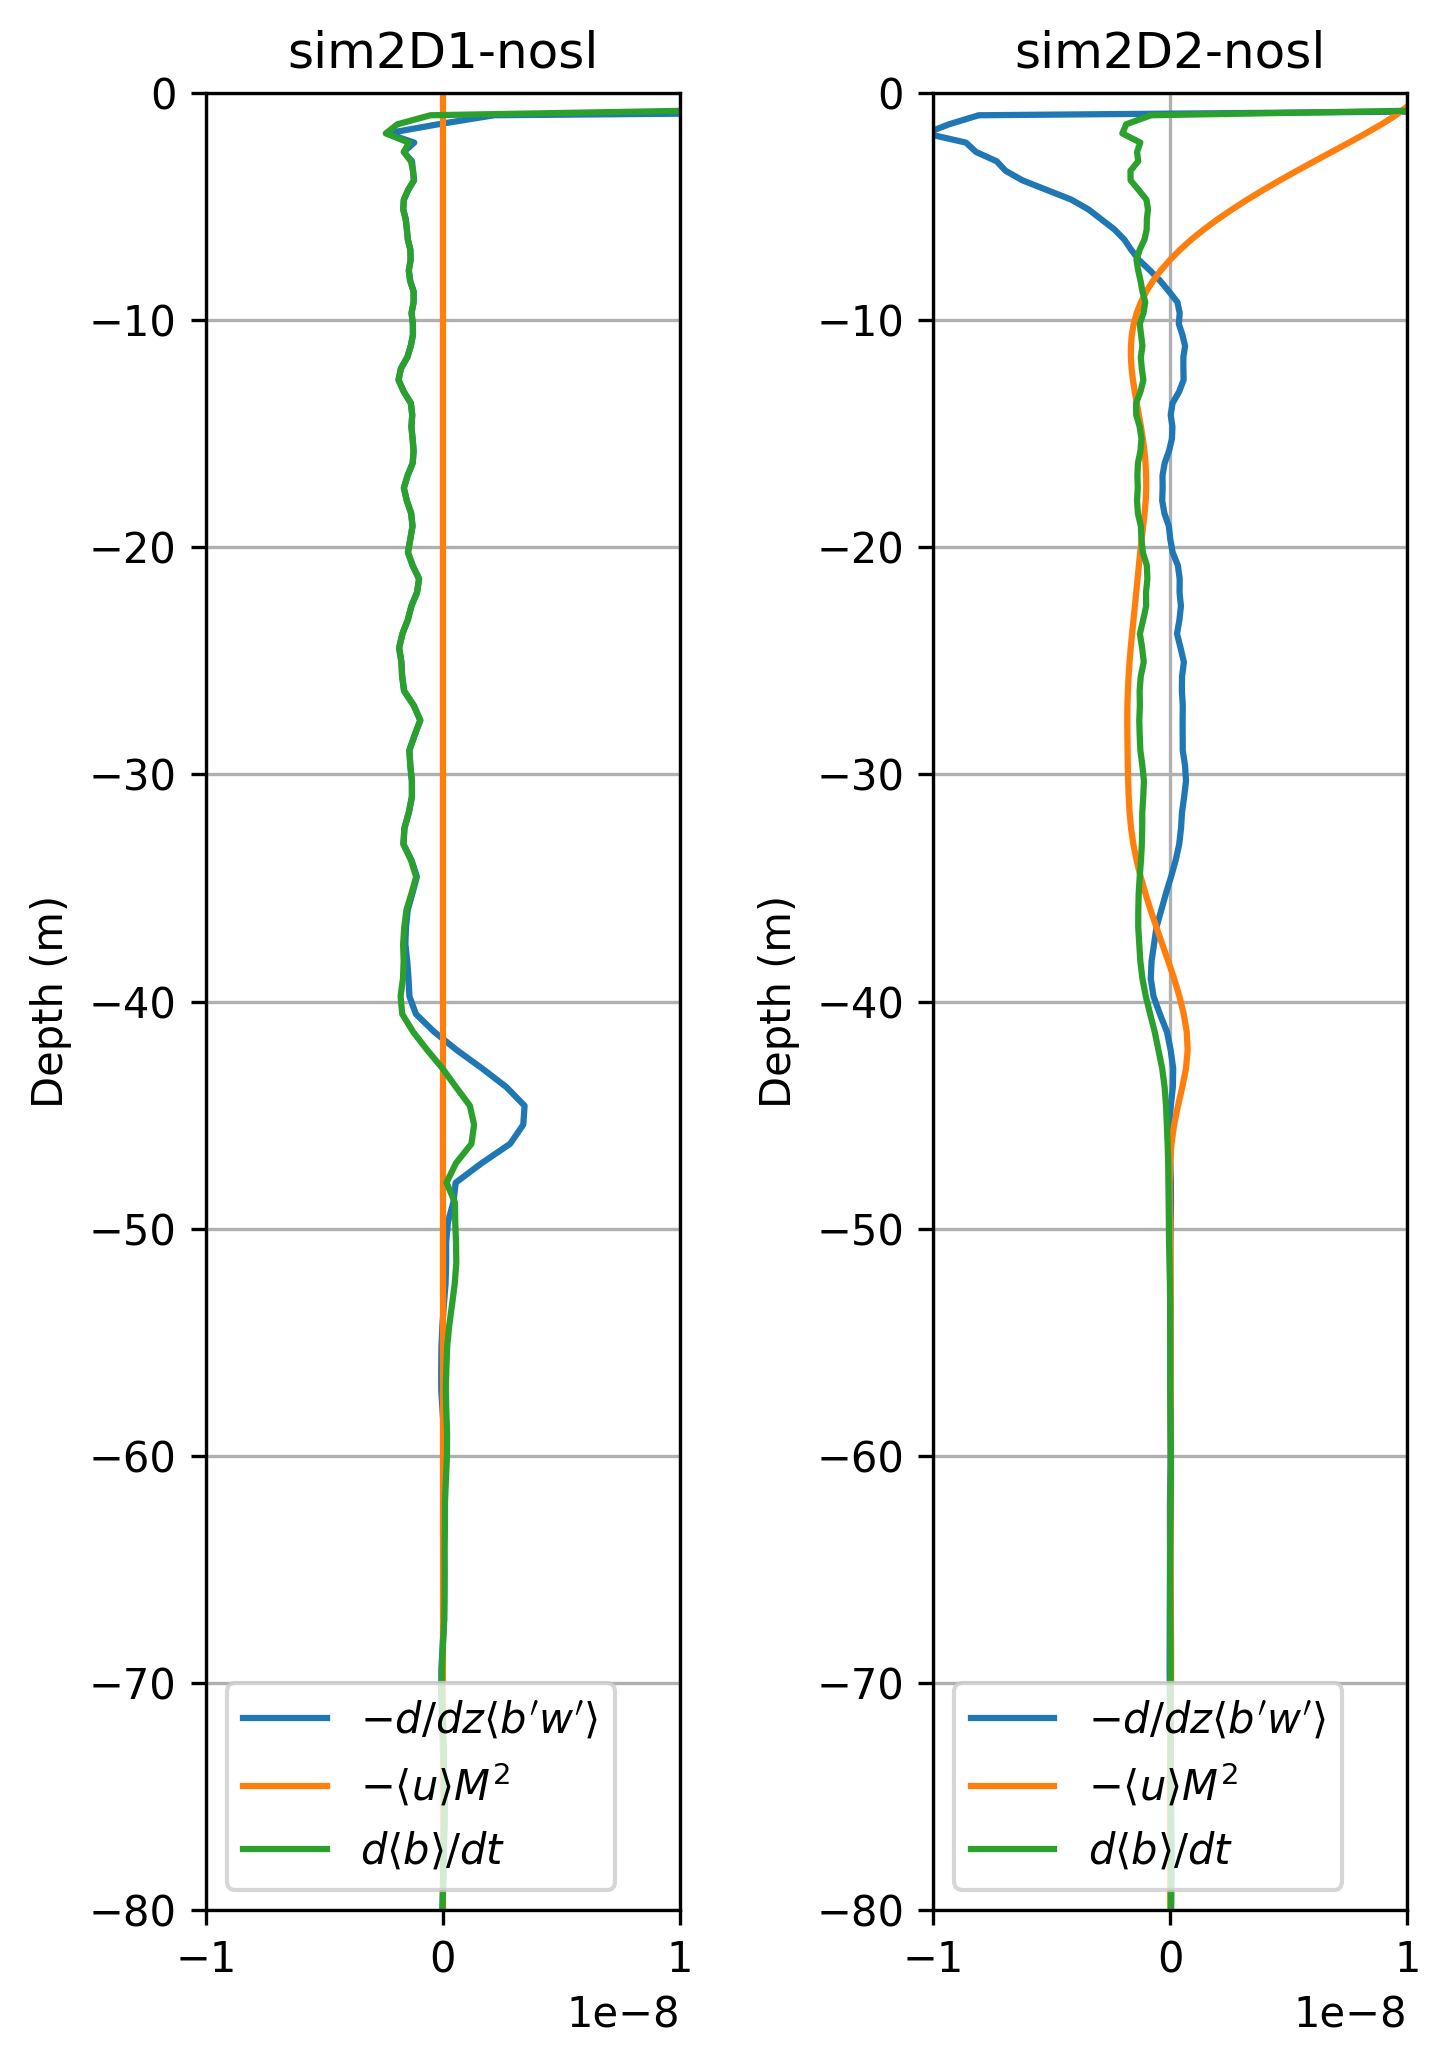 sim2D1-nosl
0
−10
−20
−30
−40
−50
−60
−70
−80
Depth (m)
−d/dz⟨b′w′⟩
−⟨u⟩M²
d⟨b⟩/dt
−1 0 1
1e−8
sim2D2-nosl
0
−10
−20
−30
−40
−50
−60
−70
−80
Depth (m)
−d/dz⟨b′w′⟩
−⟨u⟩M²
d⟨b⟩/dt
−1 0 1
1e−8